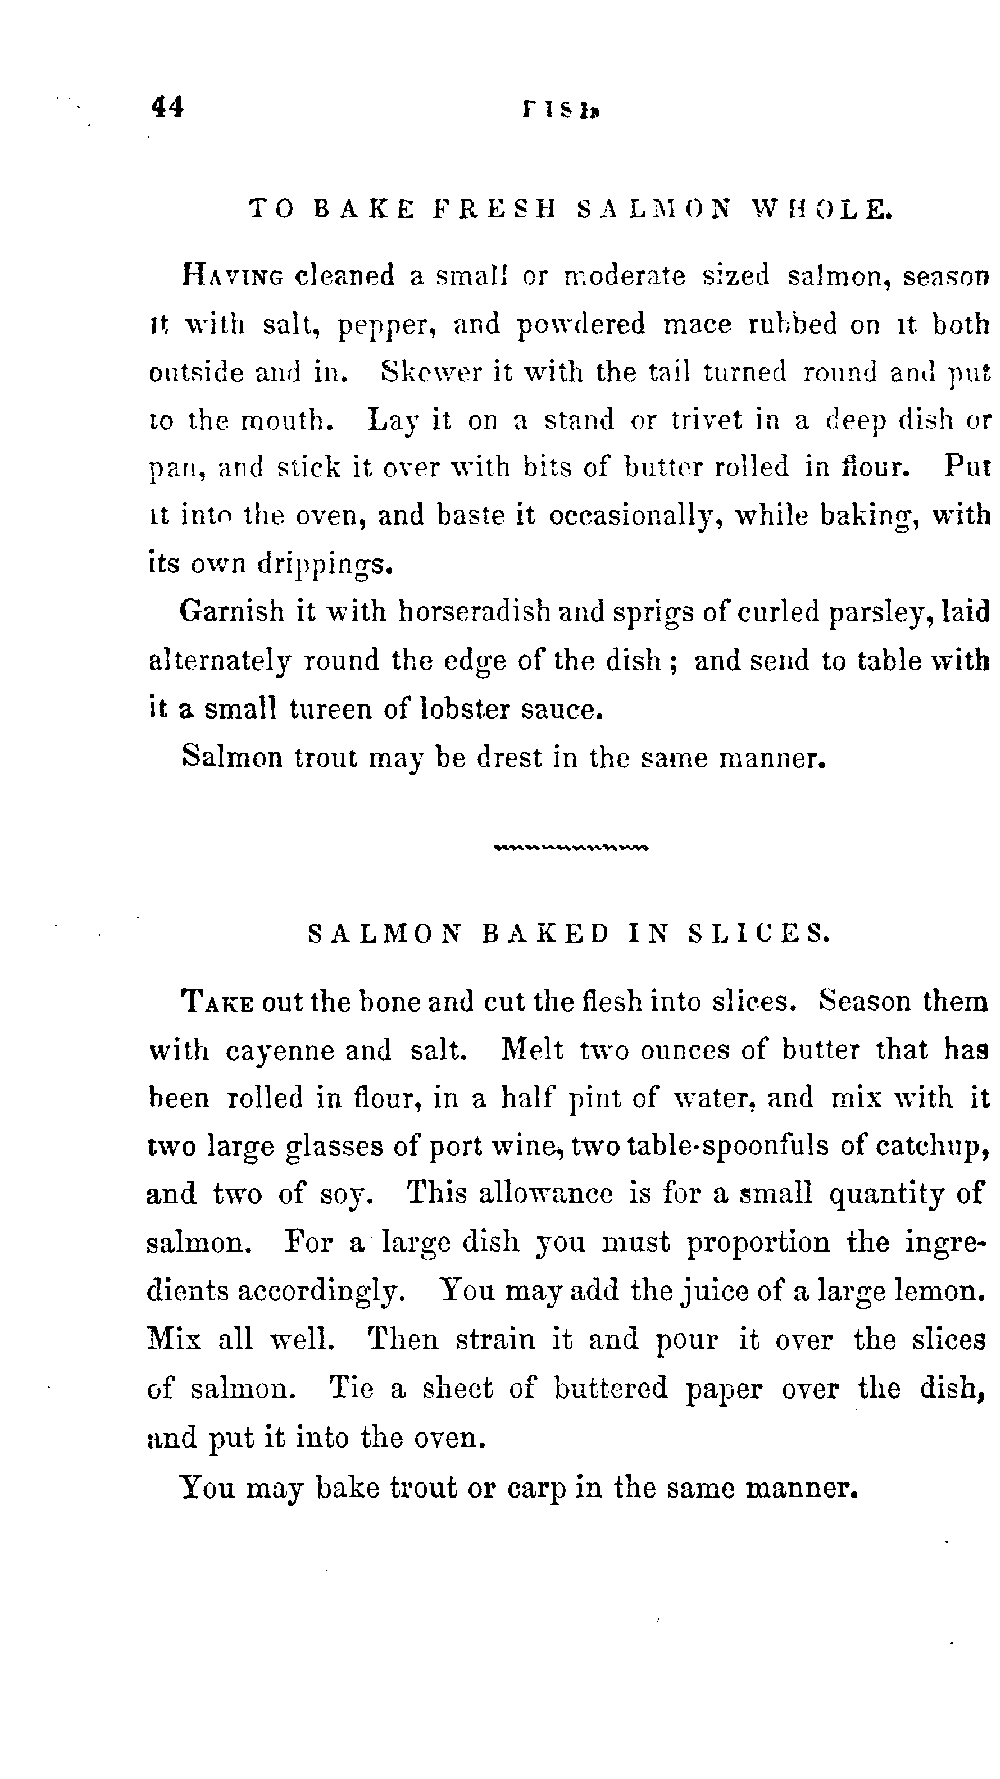 44 FISH
TO BAKE FRESH SALMON WHOLE.
HAVING cleaned a small or moderate sized salmon, season
it with salt, pepper, and powdered mace rubbed on it both
outside and in. Skewer it with the tail turned round and put
to the mouth. Lay it on a stand or trivet in a deep dish or
pan, and stick it over with bits of butter rolled in flour. Put
it into the oven, and baste it occasionally, while baking, with
its own drippings.
Garnish it with horseradish and sprigs of curled parsley, laid
alternately round the edge of the dish; and send to table with
it a small tureen of lobster sauce.
Salmon trout may be drest in the same manner.
SALMON BAKED IN SLICES.
TAKE out the bone and cut the flesh into slices. Season them
with cayenne and salt. Melt two ounces of butter that has
been rolled in flour, in a half pint of water, and mix with it
two large glasses of port wine, two table-spoonfuls of catchup,
and two of soy. This allowance is for a small quantity of
salmon. For a large dish you must proportion the ingre-
dients accordingly. You may add the juice of a large lemon.
Mix all well. Then strain it and pour it over the slices
of salmon. Tie a sheet of buttered paper over the dish,
and put it into the oven.
You may bake trout or carp in the same manner.